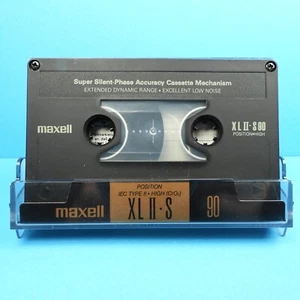 Super Silent-Phase Accuracy Cassette Mechanism
EXTENDED DYNAMIC RANGE • EXCELLENT LOW NOISE
maxell
XLII-S90
POSITION•HIGH
POSITION
IEC TYPE II • HIGH (CrO₂)
maxell XLII-S 90